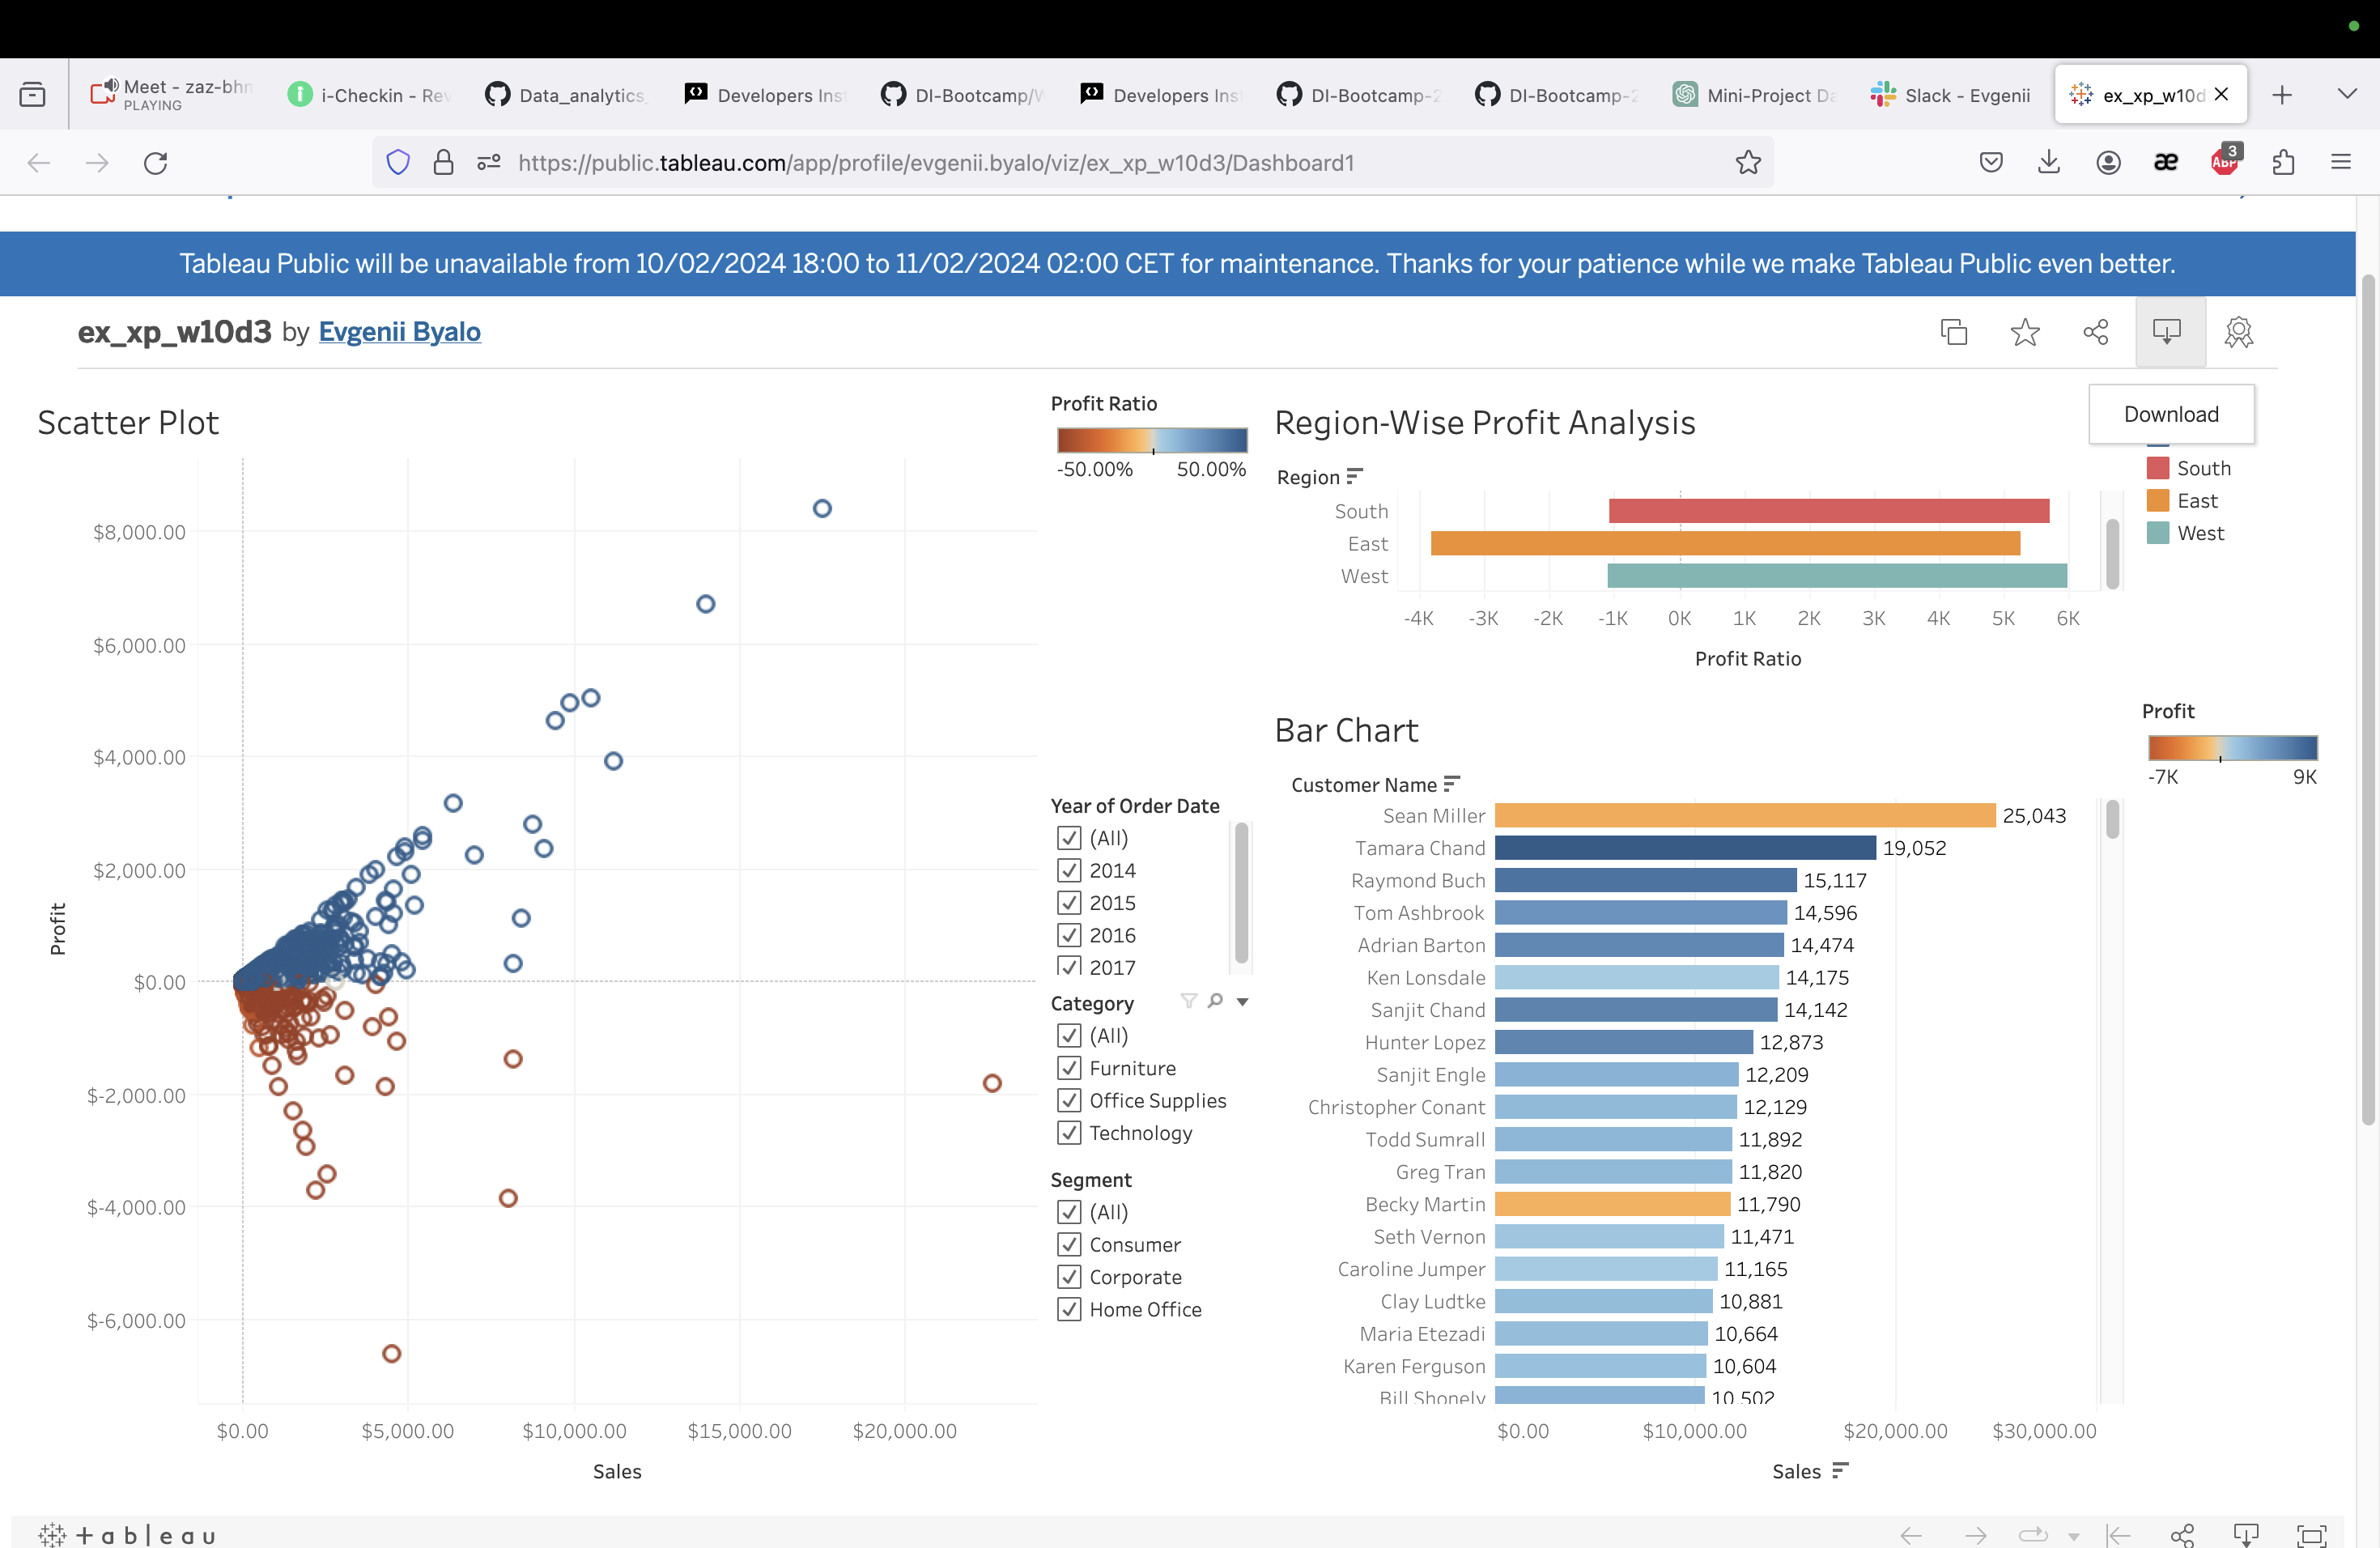 Meet - zaz-bhn
PLAYING
i-Checkin - Rev
Data_analytics_
Developers Inst
DI-Bootcamp/W
Developers Inst
DI-Bootcamp-2
DI-Bootcamp-2
Mini-Project Da
Slack - Evgenii
ex_xp_w10d
https://public.tableau.com/app/profile/evgenii.byalo/viz/ex_xp_w10d3/Dashboard1
ABP
3
Tableau Public will be unavailable from 10/02/2024 18:00 to 11/02/2024 02:00 CET for maintenance. Thanks for your patience while we make Tableau Public even better.
ex_xp_w10d3 by Evgenii Byalo
Download
Scatter Plot
$8,000.00
$6,000.00
$4,000.00
$2,000.00
$0.00
$-2,000.00
$-4,000.00
$-6,000.00
Profit
$0.00
$5,000.00
$10,000.00
$15,000.00
$20,000.00
Sales
Profit Ratio
-50.00%
50.00%
Year of Order Date
(All)
2014
2015
2016
2017
Category
(All)
Furniture
Office Supplies
Technology
Segment
(All)
Consumer
Corporate
Home Office
Region-Wise Profit Analysis
Region
South
East
West
-4K
-3K
-2K
-1K
0K
1K
2K
3K
4K
5K
6K
Profit Ratio
South
East
West
Bar Chart
Customer Name
Sean Miller 25,043
Tamara Chand 19,052
Raymond Buch 15,117
Tom Ashbrook 14,596
Adrian Barton 14,474
Ken Lonsdale 14,175
Sanjit Chand 14,142
Hunter Lopez 12,873
Sanjit Engle 12,209
Christopher Conant 12,129
Todd Sumrall 11,892
Greg Tran 11,820
Becky Martin 11,790
Seth Vernon 11,471
Caroline Jumper 11,165
Clay Ludtke 10,881
Maria Etezadi 10,664
Karen Ferguson 10,604
Bill Shonely 10,502
$0.00
$10,000.00
$20,000.00
$30,000.00
Sales
Profit
-7K
9K
+ableau